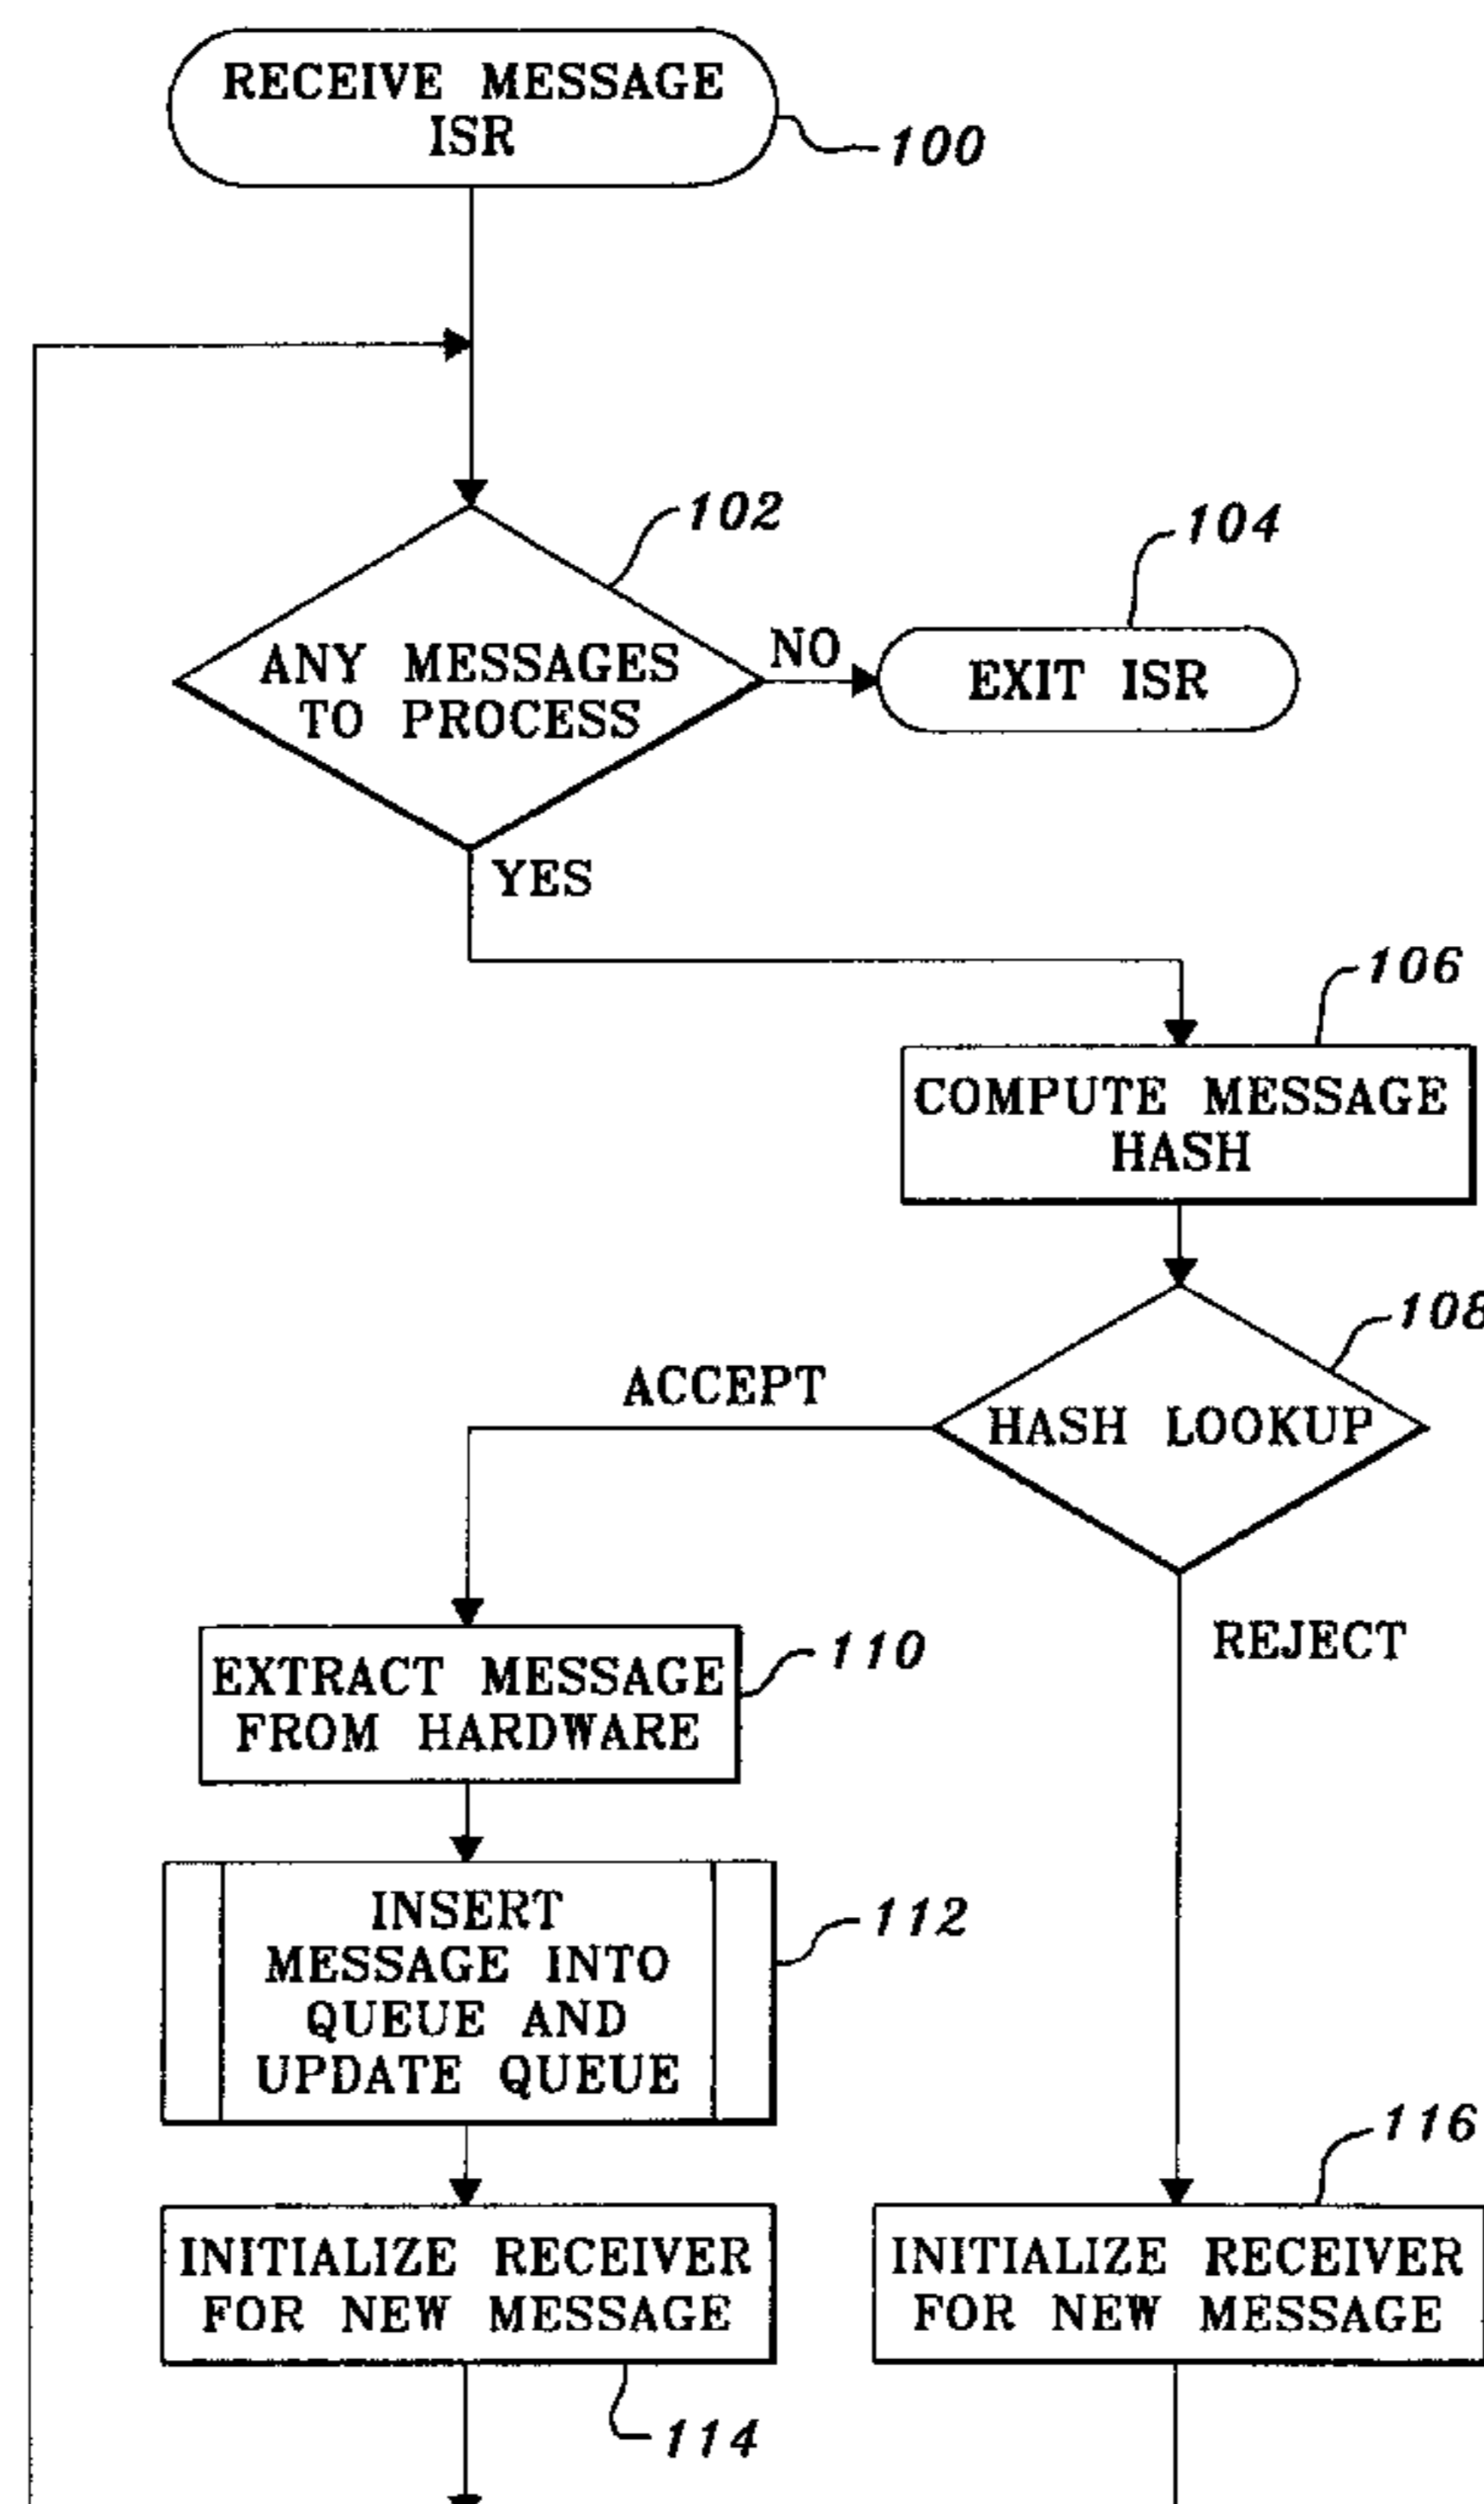 RECEIVE MESSAGE
ISR
100
102
104
ANY MESSAGES
TO PROCESS
NO
EXIT ISR
YES
106
COMPUTE MESSAGE
HASH
108
ACCEPT
HASH LOOKUP
REJECT
110
EXTRACT MESSAGE
FROM HARDWARE
112
INSERT
MESSAGE INTO
QUEUE AND
UPDATE QUEUE
116
INITIALIZE RECEIVER
FOR NEW MESSAGE
INITIALIZE RECEIVER
FOR NEW MESSAGE
114